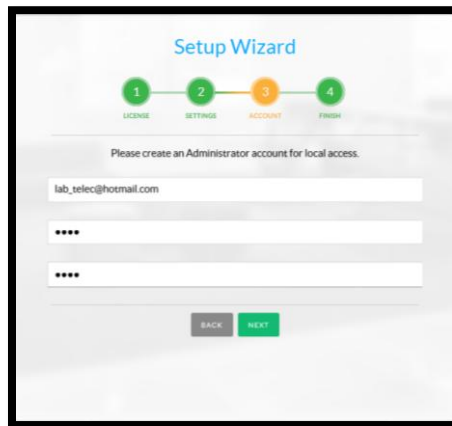 Setup Wizard
1 2 3 4
LICENSE SETTINGS ACCOUNT FINISH
Please create an Administrator account for local access.
lab_telec@hotmail.com
••••
••••
BACK NEXT